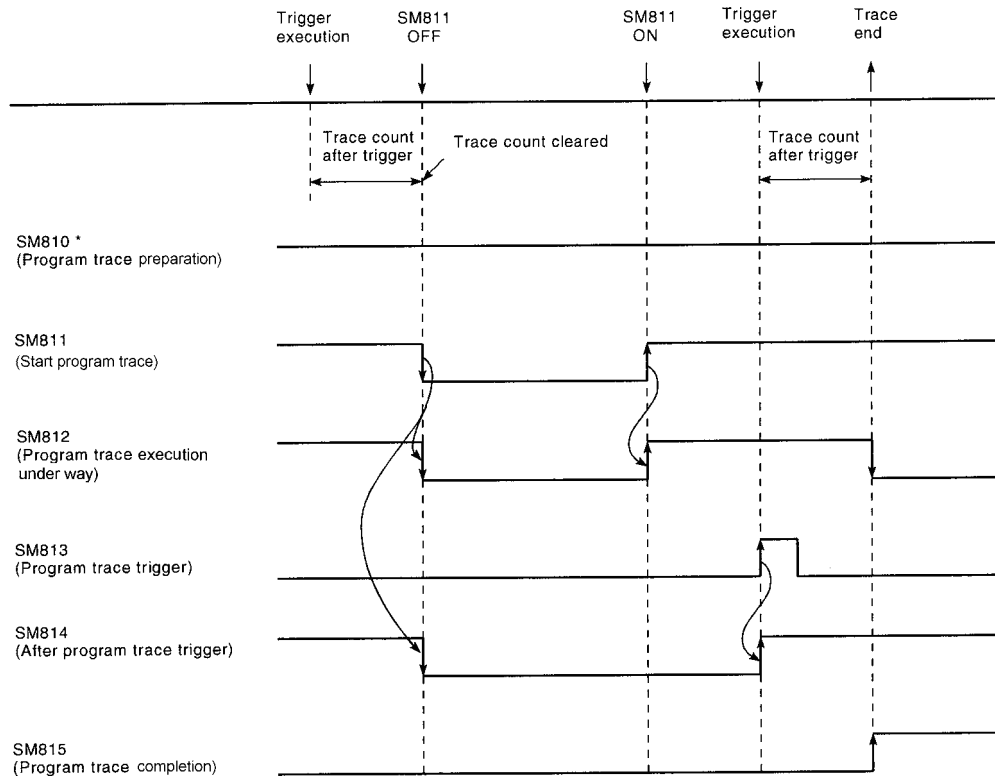 Trigger execution
SM811 OFF
SM811 ON
Trigger execution
Trace end
Trace count after trigger
Trace count cleared
Trace count after trigger
SM810 *
(Program trace preparation)
SM811
(Start program trace)
SM812
(Program trace execution
under way)
SM813
(Program trace trigger)
SM814
(After program trace trigger)
SM815
(Program trace completion)